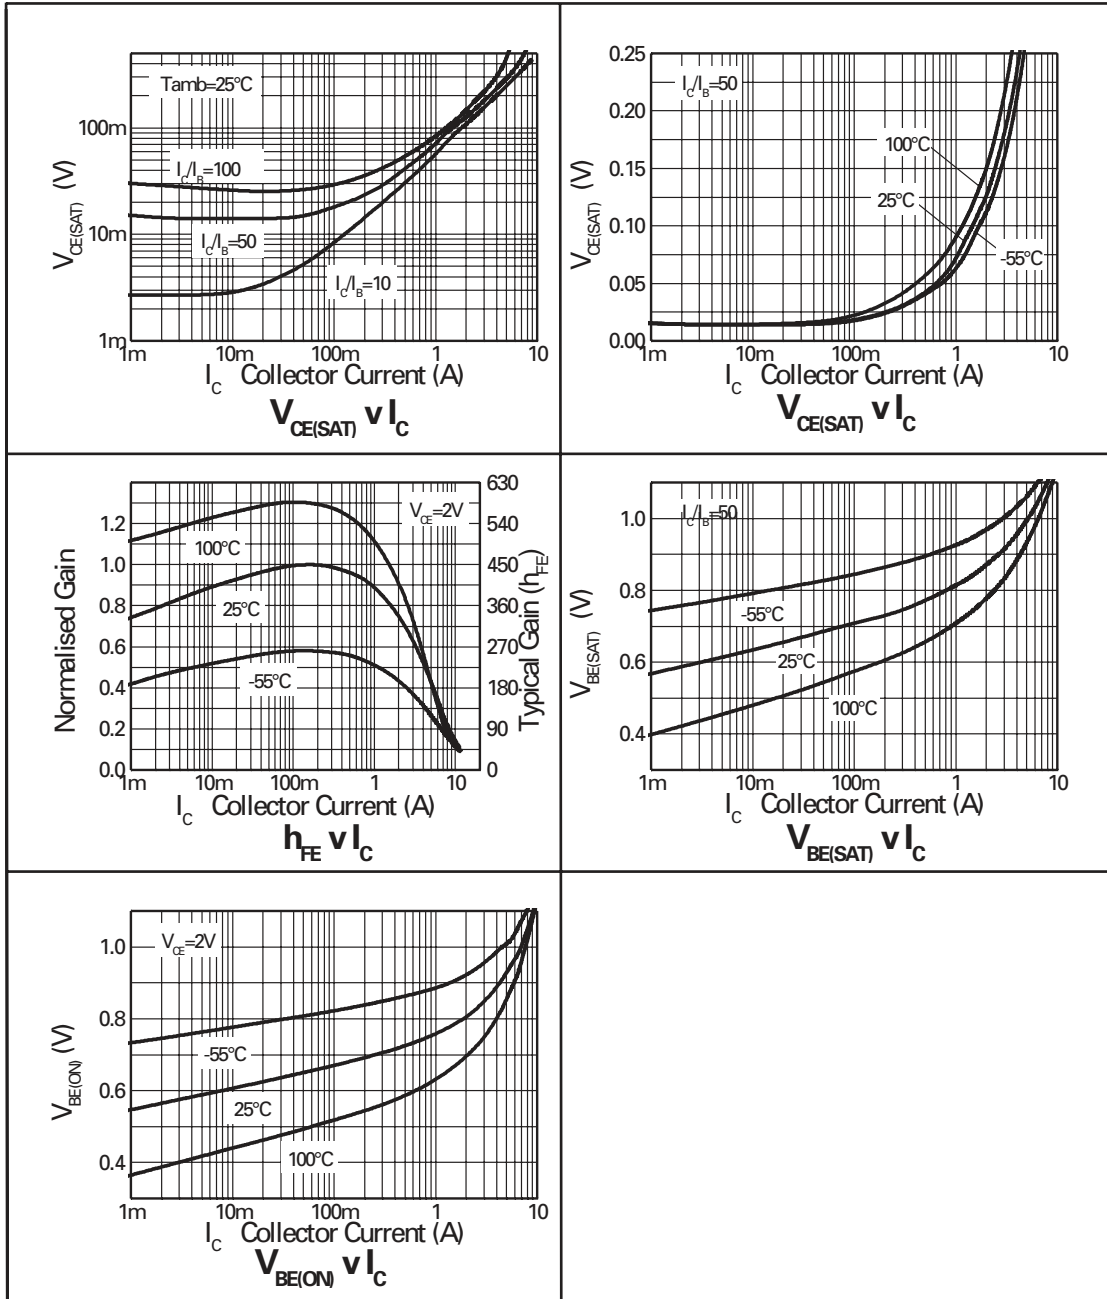 Tamb=25°C
I_C/I_B=100
I_C/I_B=50
I_C/I_B=10
V_CE(SAT) (V)
100m
10m
1m
1m 10m 100m 1 10
I_C Collector Current (A)
V_CE(SAT) v I_C
I_C/I_B=50
100°C
25°C
-55°C
V_CE(SAT) (V)
0.25
0.20
0.15
0.10
0.05
0.00
1m 10m 100m 1 10
I_C Collector Current (A)
V_CE(SAT) v I_C
V_CE=2V
100°C
25°C
-55°C
Normalised Gain
1.2
1.0
0.8
0.6
0.4
0.2
0.0
630
540
450
360
270
180
90
0
Typical Gain (h_FE)
1m 10m 100m 1 10
I_C Collector Current (A)
h_FE v I_C
I_C/I_B=50
-55°C
25°C
100°C
V_BE(SAT) (V)
1.0
0.8
0.6
0.4
1m 10m 100m 1 10
I_C Collector Current (A)
V_BE(SAT) v I_C
V_CE=2V
-55°C
25°C
100°C
V_BE(ON) (V)
1.0
0.8
0.6
0.4
1m 10m 100m 1 10
I_C Collector Current (A)
V_BE(ON) v I_C